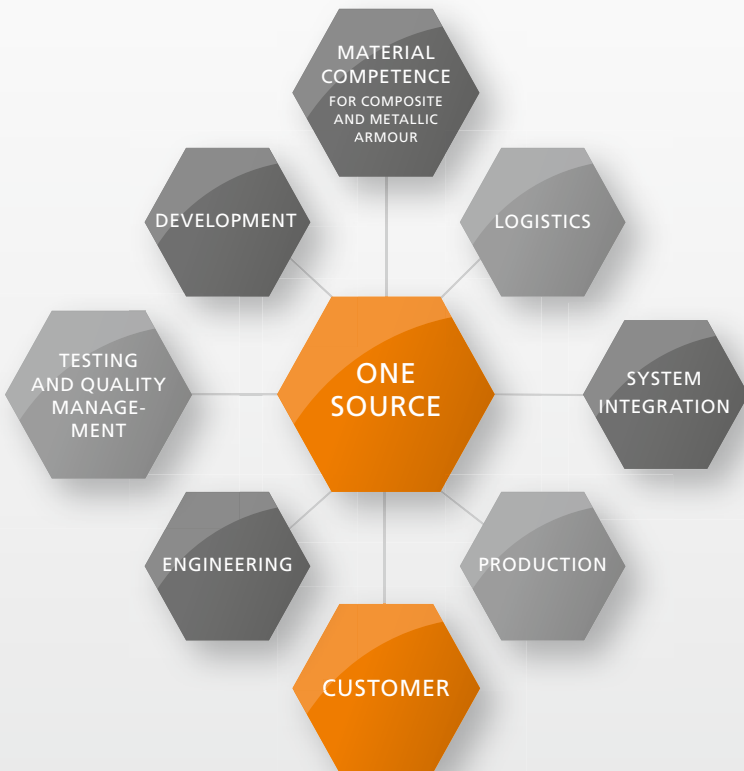 MATERIAL
COMPETENCE
FOR COMPOSITE
AND METALLIC
ARMOUR
DEVELOPMENT
LOGISTICS
TESTING
AND QUALITY
MANAGE-
MENT
ONE
SOURCE
SYSTEM
INTEGRATION
ENGINEERING
PRODUCTION
CUSTOMER